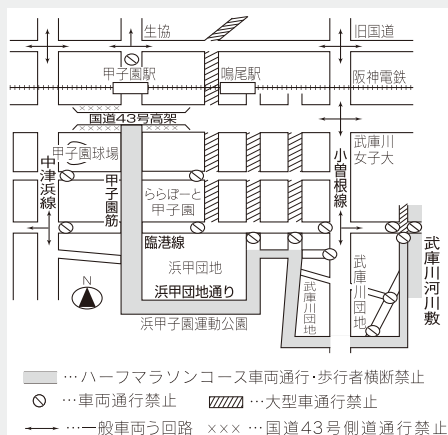 生協
旧国道
甲子園駅
鳴尾駅
阪神電鉄
国道43号高架
甲子園球場
武庫川
女子大
中津浜線
甲子園筋
ららぽーと
甲子園
小曽根線
臨港線
浜甲団地
浜甲団地通り
浜甲子園運動公園
武庫川団地
武庫川団地
武庫川河川敷
N
…ハーフマラソンコース車両通行・歩行者横断禁止
…車両通行禁止
…大型車通行禁止
…一般車両う回路
×××…国道43号側道通行禁止